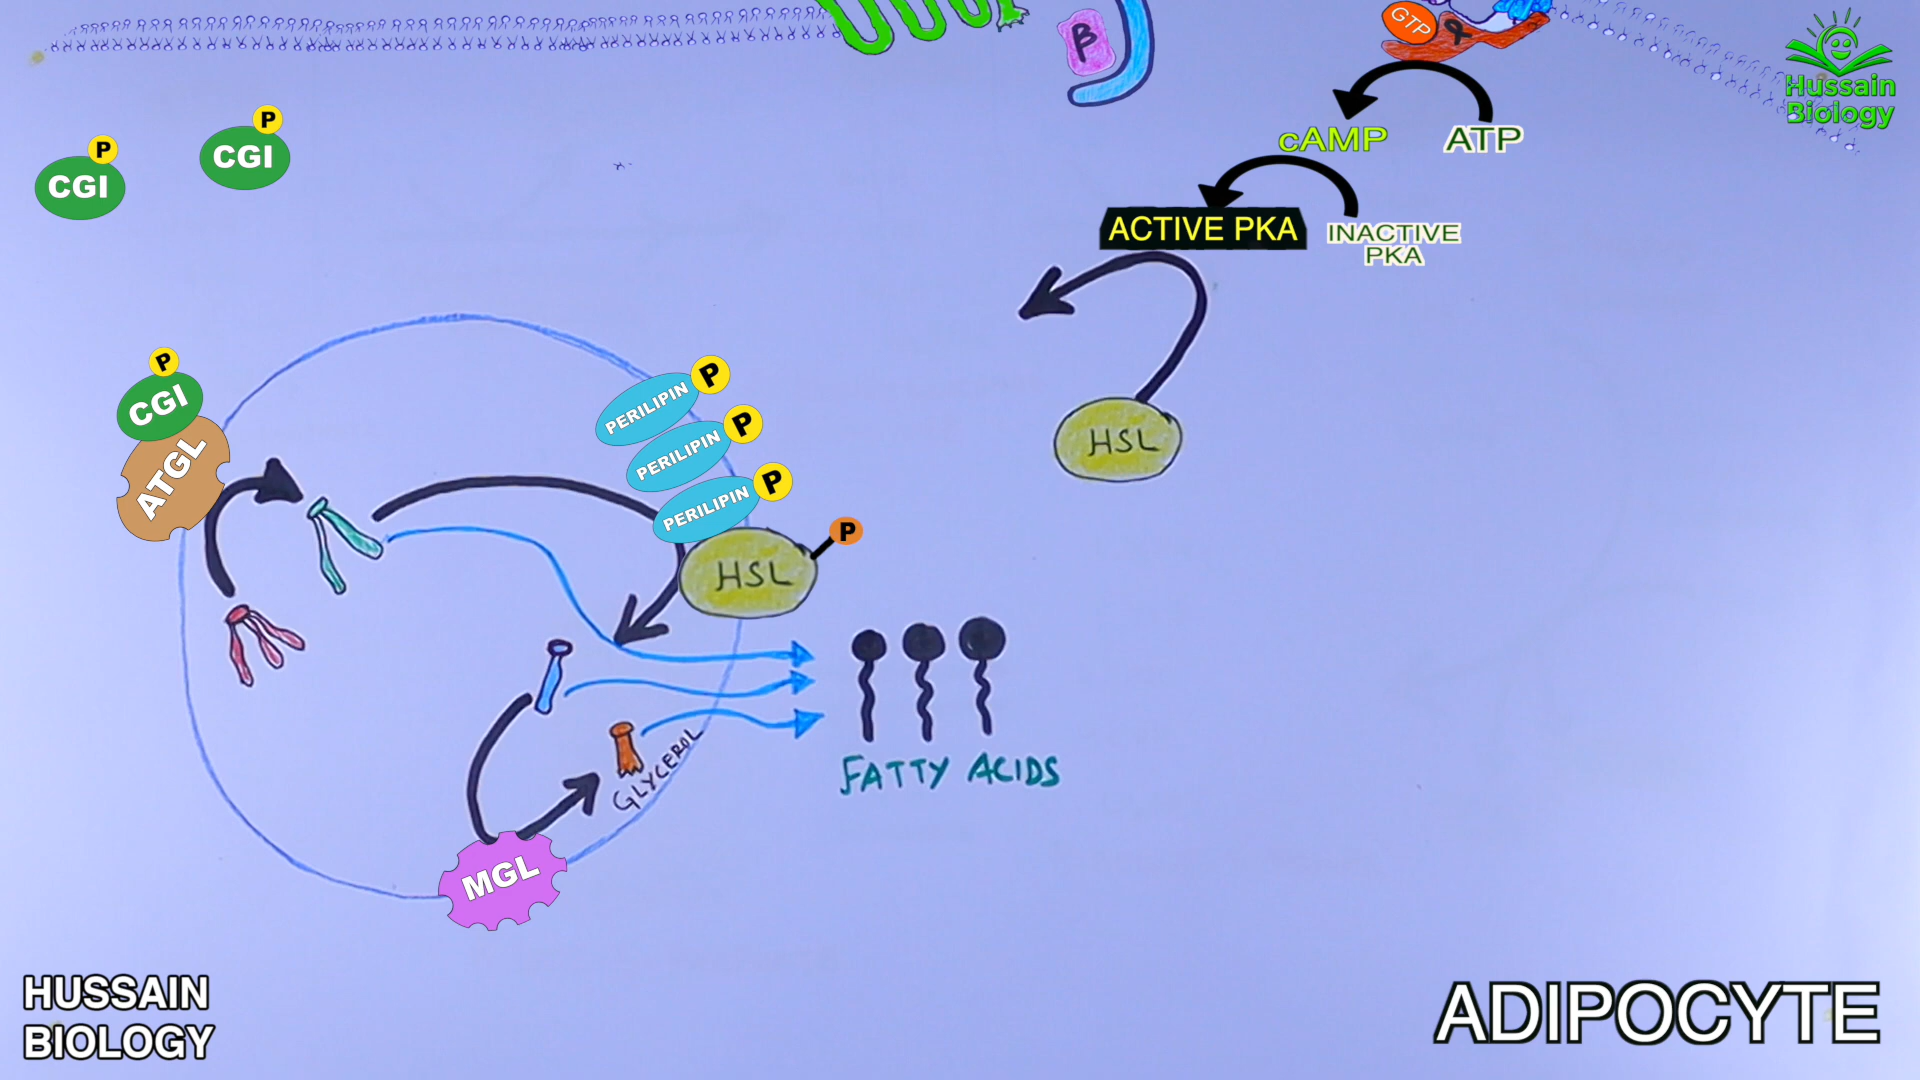 β
GTP
α
Hussain
Biology
cAMP
ATP
P
CGI
P
CGI
ACTIVE PKA
INACTIVE
PKA
P
CGI
ATGL
PERILIPIN
P
PERILIPIN
P
PERILIPIN
P
HSL
HSL
P
GLYCEROL
FATTY ACIDS
MGL
HUSSAIN
BIOLOGY
ADIPOCYTE